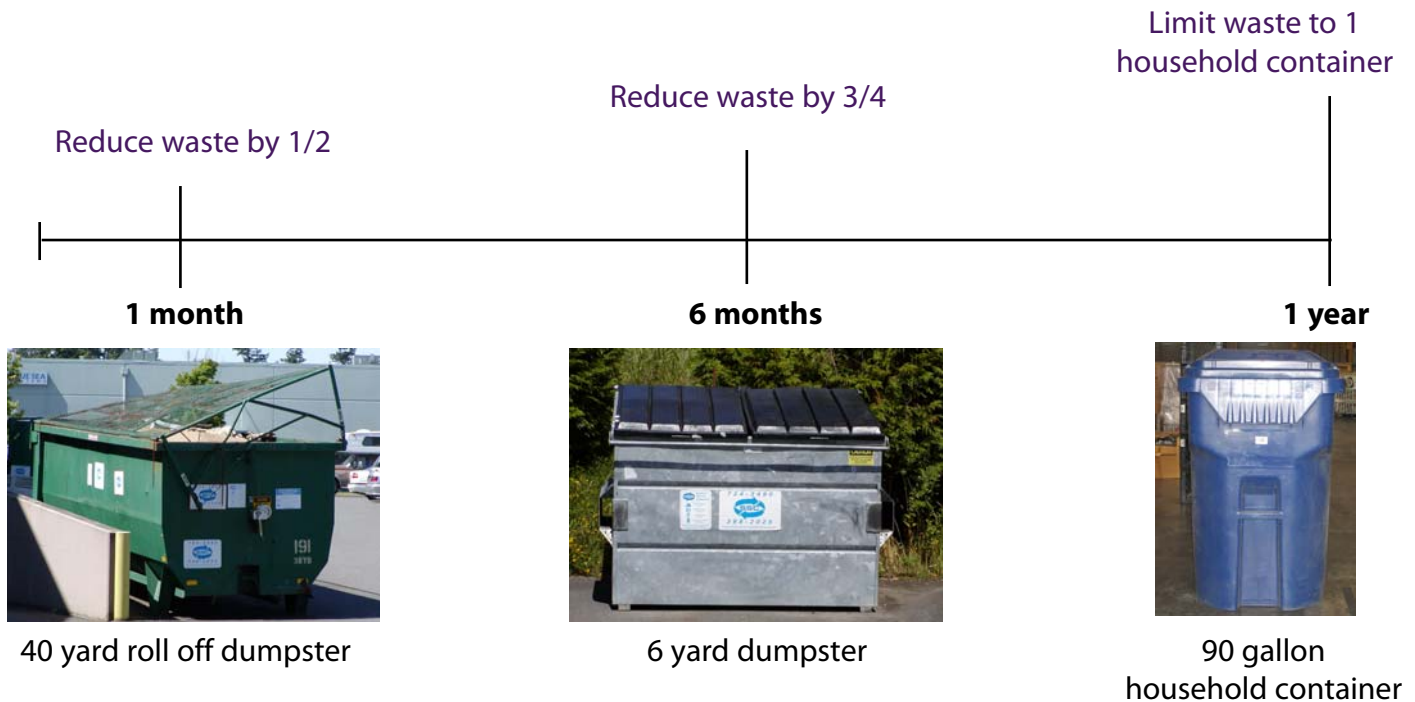 Limit waste to 1
household container
Reduce waste by 3/4
Reduce waste by 1/2
1 month
6 months
1 year
191
40 yard roll off dumpster
6 yard dumpster
90 gallon
household container